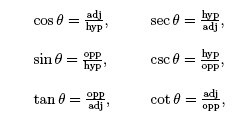 cos θ = adj/hyp, sec θ = hyp/adj,
sin θ = opp/hyp, csc θ = hyp/opp,
tan θ = opp/adj, cot θ = adj/opp,